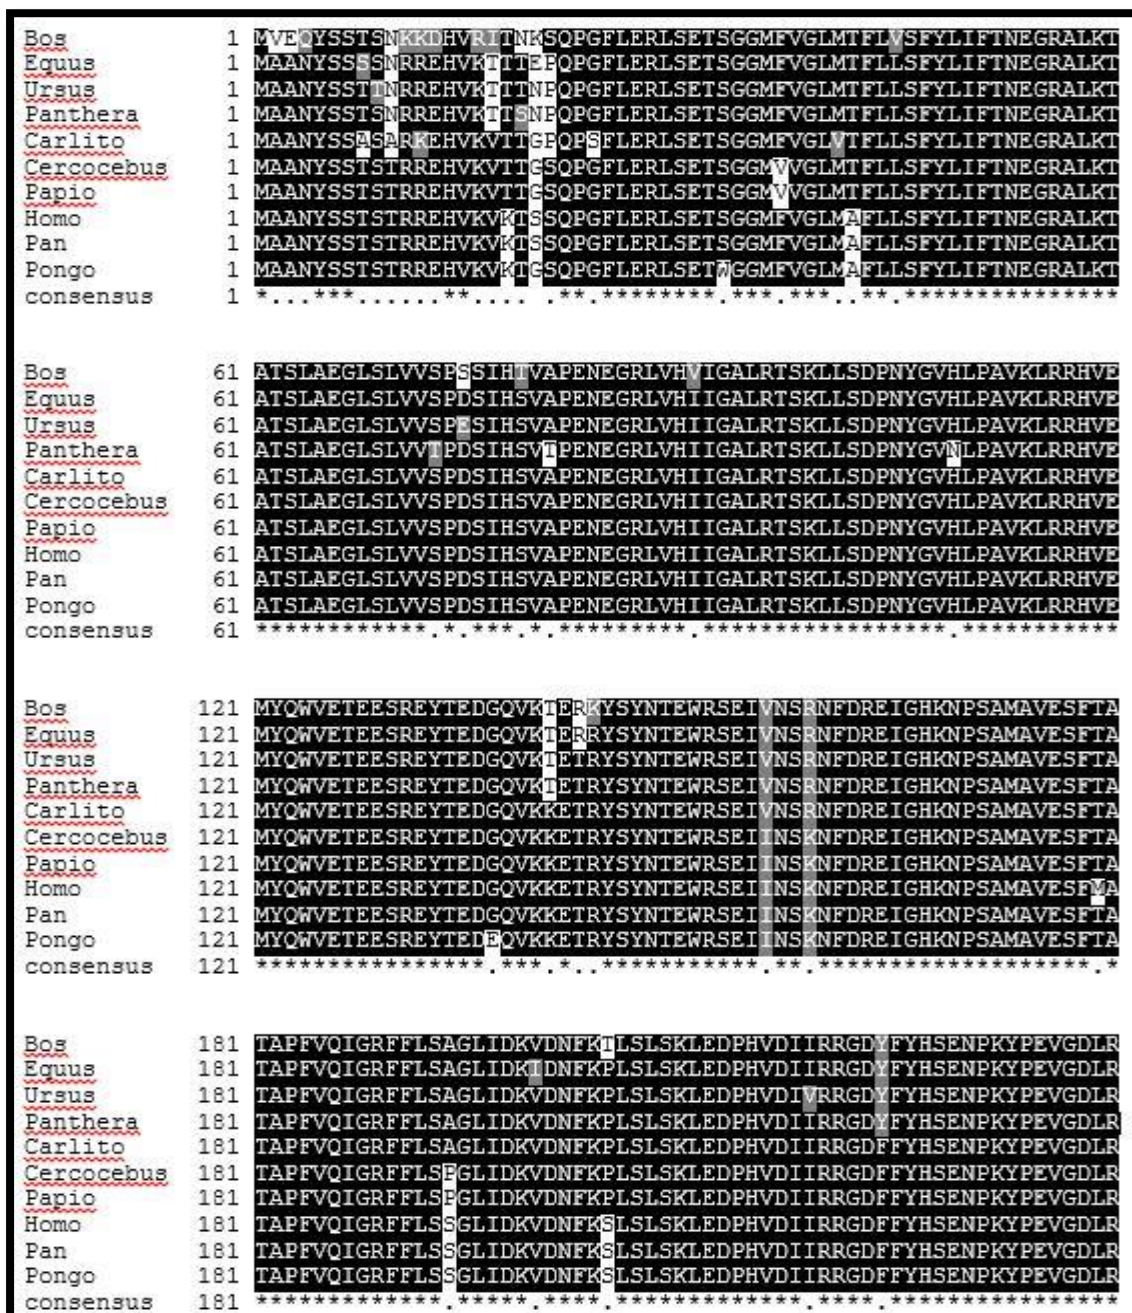 Bos 1 MVEQYSSTSNKKDHVRITNKSQPGFLERLSETSGGMFVGLMTFLVSFYLIFTNEGRALKT
Equus 1 MAANYSSSSNRREHVKTTTEPQPGFLERLSETSGGMFVGLMTFLLSFYLIFTNEGRALKT
Ursus 1 MAANYSSTTNRREHVKTTTNPQPGFLERLSETSGGMFVGLMTFLLSFYLIFTNEGRALKT
Panthera 1 MAANYSSTSNRREHVKTTSNPQPGFLERLSETSGGMFVGLMTFLLSFYLIFTNEGRALKT
Carlito 1 MAANYSSASARKEHVKVTTGPQPSFLERLSETSGGMFVGLVTFLLSFYLIFTNEGRALKT
Cercocebus 1 MAANYSSTSTRREHVKVTTGSQPGFLERLSETSGGMVVGLMTFLLSFYLIFTNEGRALKT
Papio 1 MAANYSSTSTRREHVKVTTGSQPGFLERLSETSGGMVVGLMTFLLSFYLIFTNEGRALKT
Homo 1 MAANYSSTSTRREHVKVKTSSQPGFLERLSETSGGMFVGLMAFLLSFYLIFTNEGRALKT
Pan 1 MAANYSSTSTRREHVKVKTSSQPGFLERLSETSGGMFVGLMAFLLSFYLIFTNEGRALKT
Pongo 1 MAANYSSTSTRREHVKVKTGSQPGFLERLSETWGGMFVGLMAFLLSFYLIFTNEGRALKT
consensus 1 *...***.....**.... .**.********.***.****.**.***************
Bos 61 ATSLAEGLSLVVSPSSIHTVAPENEGRLVHVIGALRTSKLLSDPNYGVHLPAVKLRRHVE
Equus 61 ATSLAEGLSLVVSPDSIHSVAPENEGRLVHIIGALRTSKLLSDPNYGVHLPAVKLRRHVE
Ursus 61 ATSLAEGLSLVVSPESIHSVAPENEGRLVHIIGALRTSKLLSDPNYGVHLPAVKLRRHVE
Panthera 61 ATSLAEGLSLVVTPDSIHSVTPENEGRLVHIIGALRTSKLLSDPNYGVNLPAVKLRRHVE
Carlito 61 ATSLAEGLSLVVSPDSIHSVAPENEGRLVHIIGALRTSKLLSDPNYGVHLPAVKLRRHVE
Cercocebus 61 ATSLAEGLSLVVSPDSIHSVAPENEGRLVHIIGALRTSKLLSDPNYGVHLPAVKLRRHVE
Papio 61 ATSLAEGLSLVVSPDSIHSVAPENEGRLVHIIGALRTSKLLSDPNYGVHLPAVKLRRHVE
Homo 61 ATSLAEGLSLVVSPDSIHSVAPENEGRLVHIIGALRTSKLLSDPNYGVHLPAVKLRRHVE
Pan 61 ATSLAEGLSLVVSPDSIHSVAPENEGRLVHIIGALRTSKLLSDPNYGVHLPAVKLRRHVE
Pongo 61 ATSLAEGLSLVVSPDSIHSVAPENEGRLVHIIGALRTSKLLSDPNYGVHLPAVKLRRHVE
consensus 61 ************.*.***.*.*********.*****************.***********
Bos 121 MYQWVETEESREYTEDGQVKTERKYSYNTEWRSEIVNSRNFDREIGHKNPSAMAVESFTA
Equus 121 MYQWVETEESREYTEDGQVKTERRYSYNTEWRSEIVNSRNFDREIGHKNPSAMAVESFTA
Ursus 121 MYQWVETEESREYTEDGQVKTETRYSYNTEWRSEIVNSRNFDREIGHKNPSAMAVESFTA
Panthera 121 MYQWVETEESREYTEDGQVKTETRYSYNTEWRSEIVNSRNFDREIGHKNPSAMAVESFTA
Carlito 121 MYQWVETEESREYTEDGQVKKETRYSYNTEWRSEIVNSRNFDREIGHKNPSAMAVESFTA
Cercocebus 121 MYQWVETEESREYTEDGQVKKETRYSYNTEWRSEIINSKNFDREIGHKNPSAMAVESFTA
Papio 121 MYQWVETEESREYTEDGQVKKETRYSYNTEWRSEIINSKNFDREIGHKNPSAMAVESFTA
Homo 121 MYQWVETEESREYTEDGQVKKETRYSYNTEWRSEIINSKNFDREIGHKNPSAMAVESFMA
Pan 121 MYQWVETEESREYTEDGQVKKETRYSYNTEWRSEIINSKNFDREIGHKNPSAMAVESFTA
Pongo 121 MYQWVETEESREYTEDEQVKKETRYSYNTEWRSEIINSKNFDREIGHKNPSAMAVESFTA
consensus 121 ****************.***.*..***********.**.*******************.*
Bos 181 TAPFVQIGRFFLSAGLIDKVDNFKTLSLSKLEDPHVDIIRRGDYFYHSENPKYPEVGDLR
Equus 181 TAPFVQIGRFFLSAGLIDKIDNFKPLSLSKLEDPHVDIIRRGDYFYHSENPKYPEVGDLR
Ursus 181 TAPFVQIGRFFLSAGLIDKVDNFKPLSLSKLEDPHVDIVRRGDYFYHSENPKYPEVGDLR
Panthera 181 TAPFVQIGRFFLSAGLIDKVDNFKPLSLSKLEDPHVDIIRRGDYFYHSENPKYPEVGDLR
Carlito 181 TAPFVQIGRFFLSAGLIDKVDNFKPLSLSKLEDPHVDIIRRGDFFYHSENPKYPEVGDLR
Cercocebus 181 TAPFVQIGRFFLSPGLIDKVDNFKPLSLSKLEDPHVDIIRRGDFFYHSENPKYPEVGDLR
Papio 181 TAPFVQIGRFFLSPGLIDKVDNFKPLSLSKLEDPHVDIIRRGDFFYHSENPKYPEVGDLR
Homo 181 TAPFVQIGRFFLSSGLIDKVDNFKSLSLSKLEDPHVDIIRRGDFFYHSENPKYPEVGDLR
Pan 181 TAPFVQIGRFFLSSGLIDKVDNFKSLSLSKLEDPHVDIIRRGDFFYHSENPKYPEVGDLR
Pongo 181 TAPFVQIGRFFLSSGLIDKVDNFKSLSLSKLEDPHVDIIRRGDFFYHSENPKYPEVGDLR
consensus 181 *************.*****.****.*************.****.****************